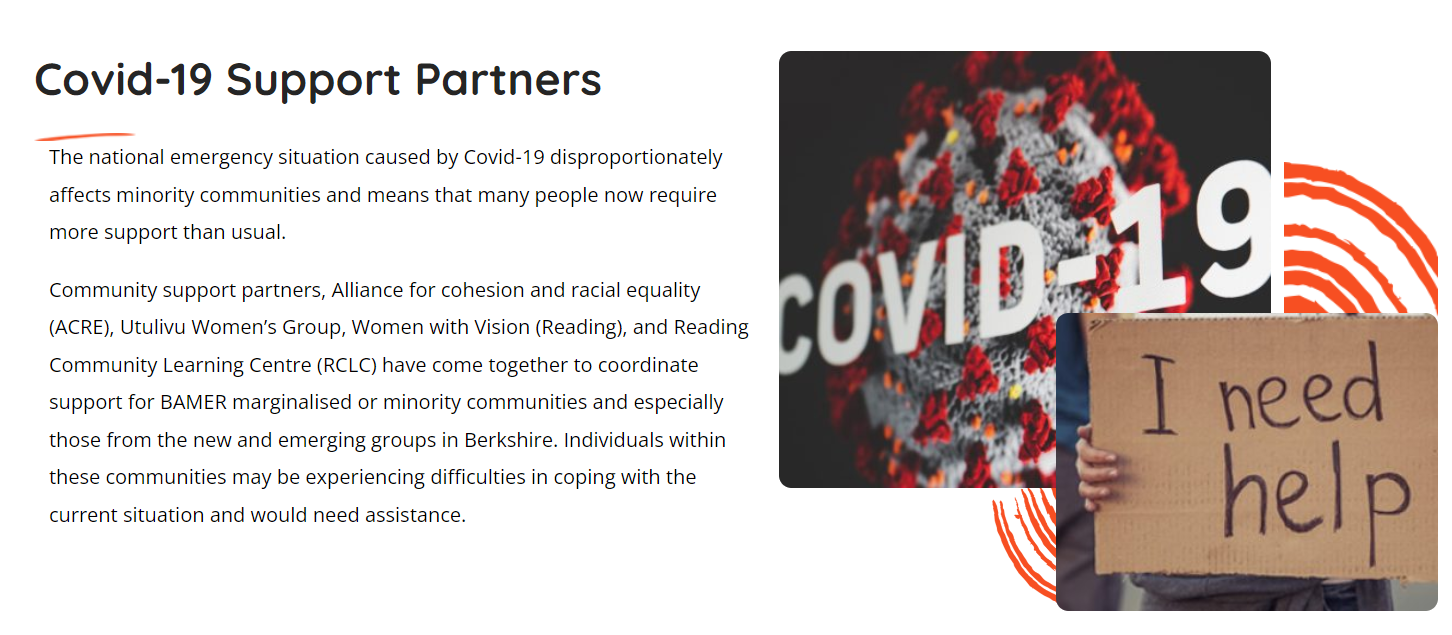 Covid-19 Support Partners
The national emergency situation caused by Covid-19 disproportionately
affects minority communities and means that many people now require
more support than usual.
Community support partners, Alliance for cohesion and racial equality
(ACRE), Utulivu Women’s Group, Women with Vision (Reading), and Reading
Community Learning Centre (RCLC) have come together to coordinate
support for BAMER marginalised or minority communities and especially
those from the new and emerging groups in Berkshire. Individuals within
these communities may be experiencing difficulties in coping with the
current situation and would need assistance.
COVID-19
I need
help